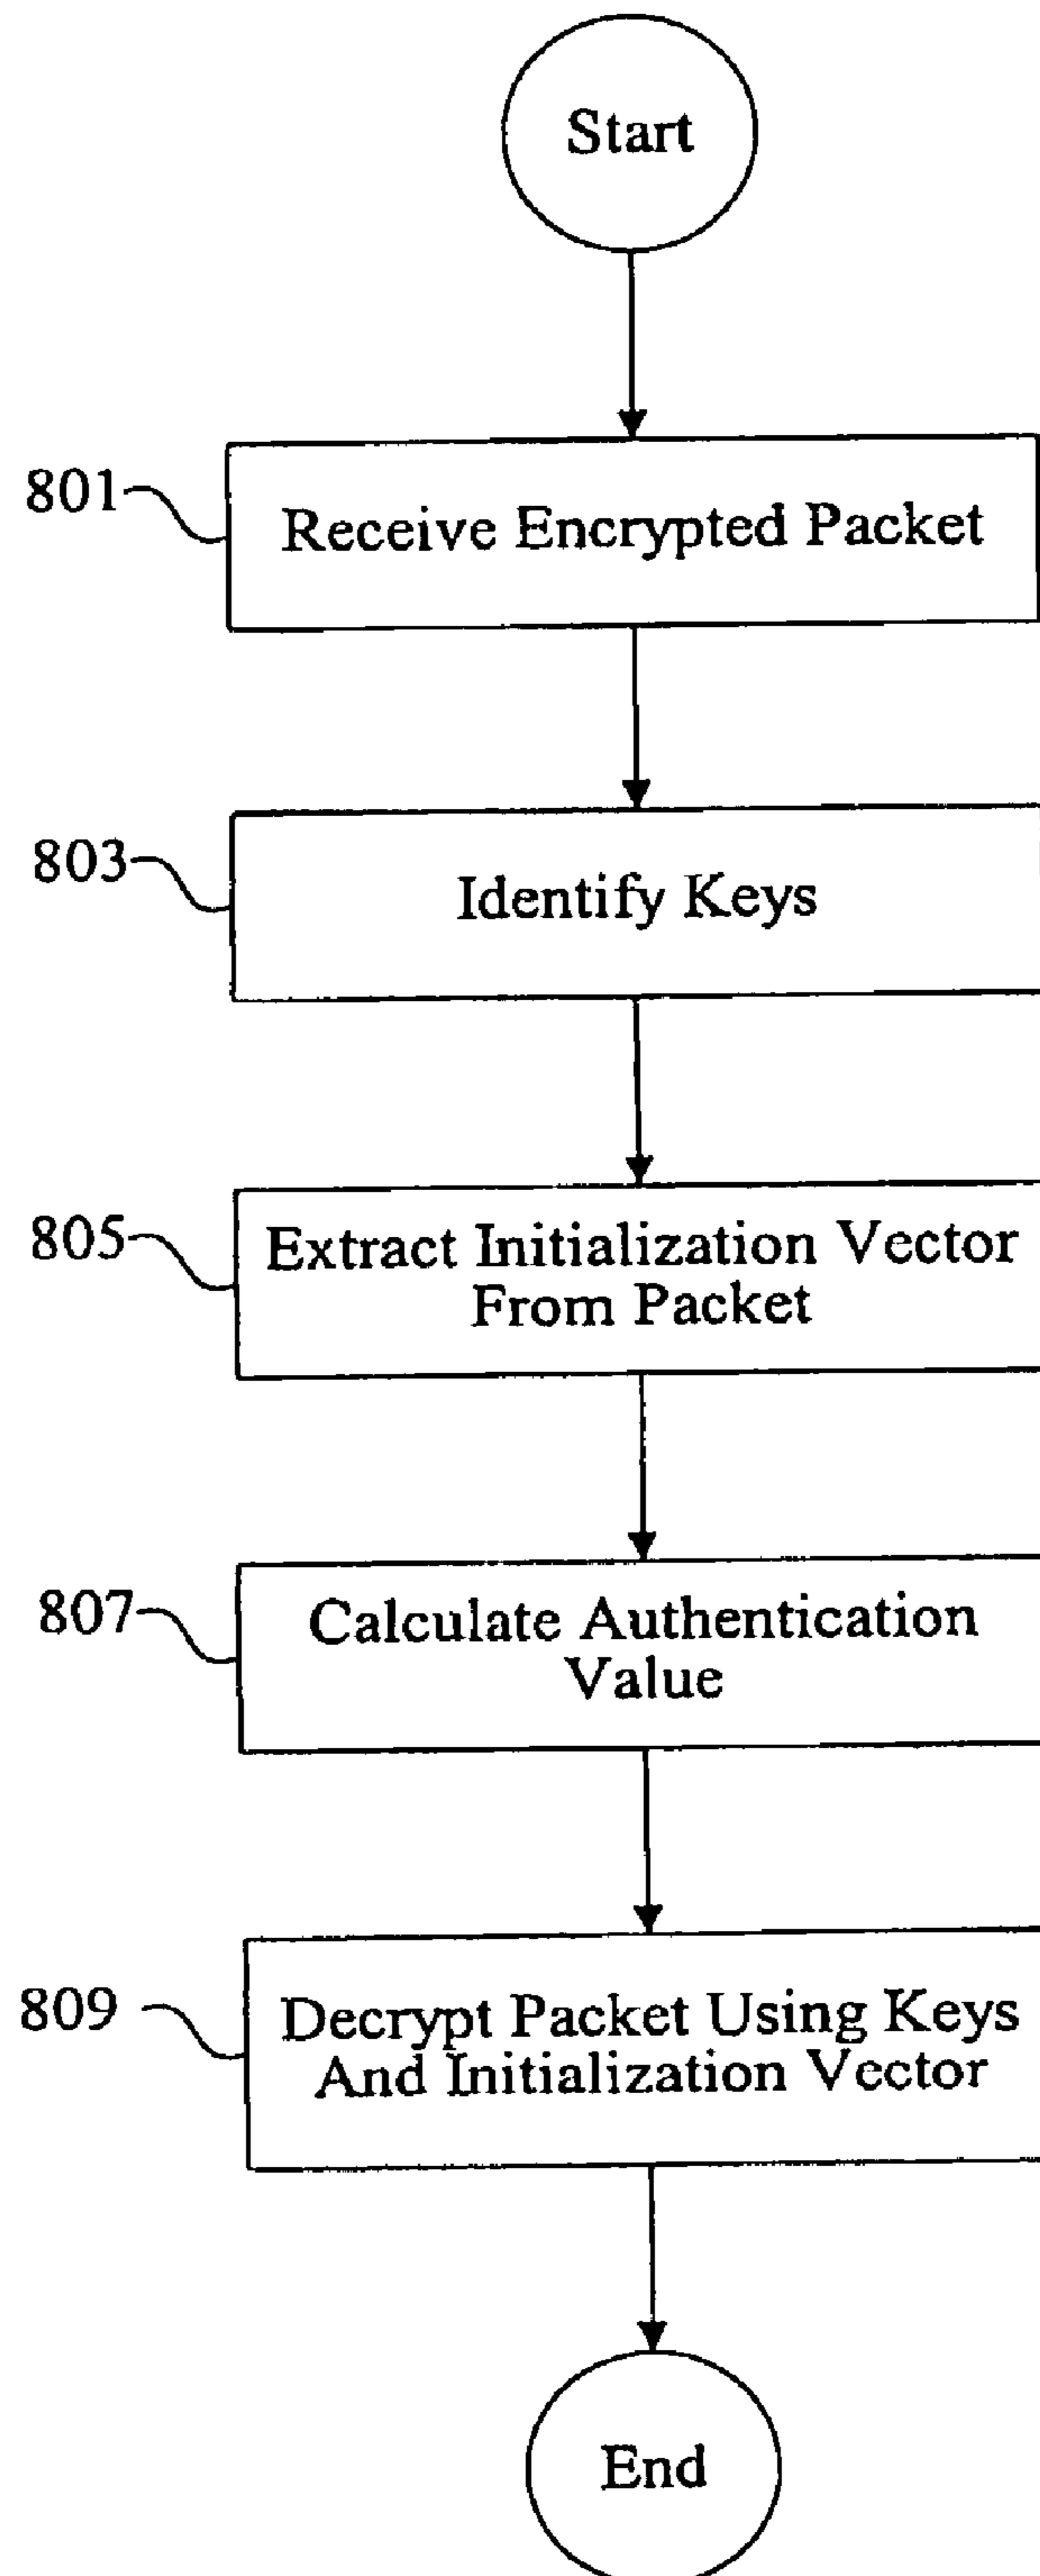 Start
801
Receive Encrypted Packet
803
Identify Keys
805
Extract Initialization Vector
From Packet
807
Calculate Authentication
Value
809
Decrypt Packet Using Keys
And Initialization Vector
End